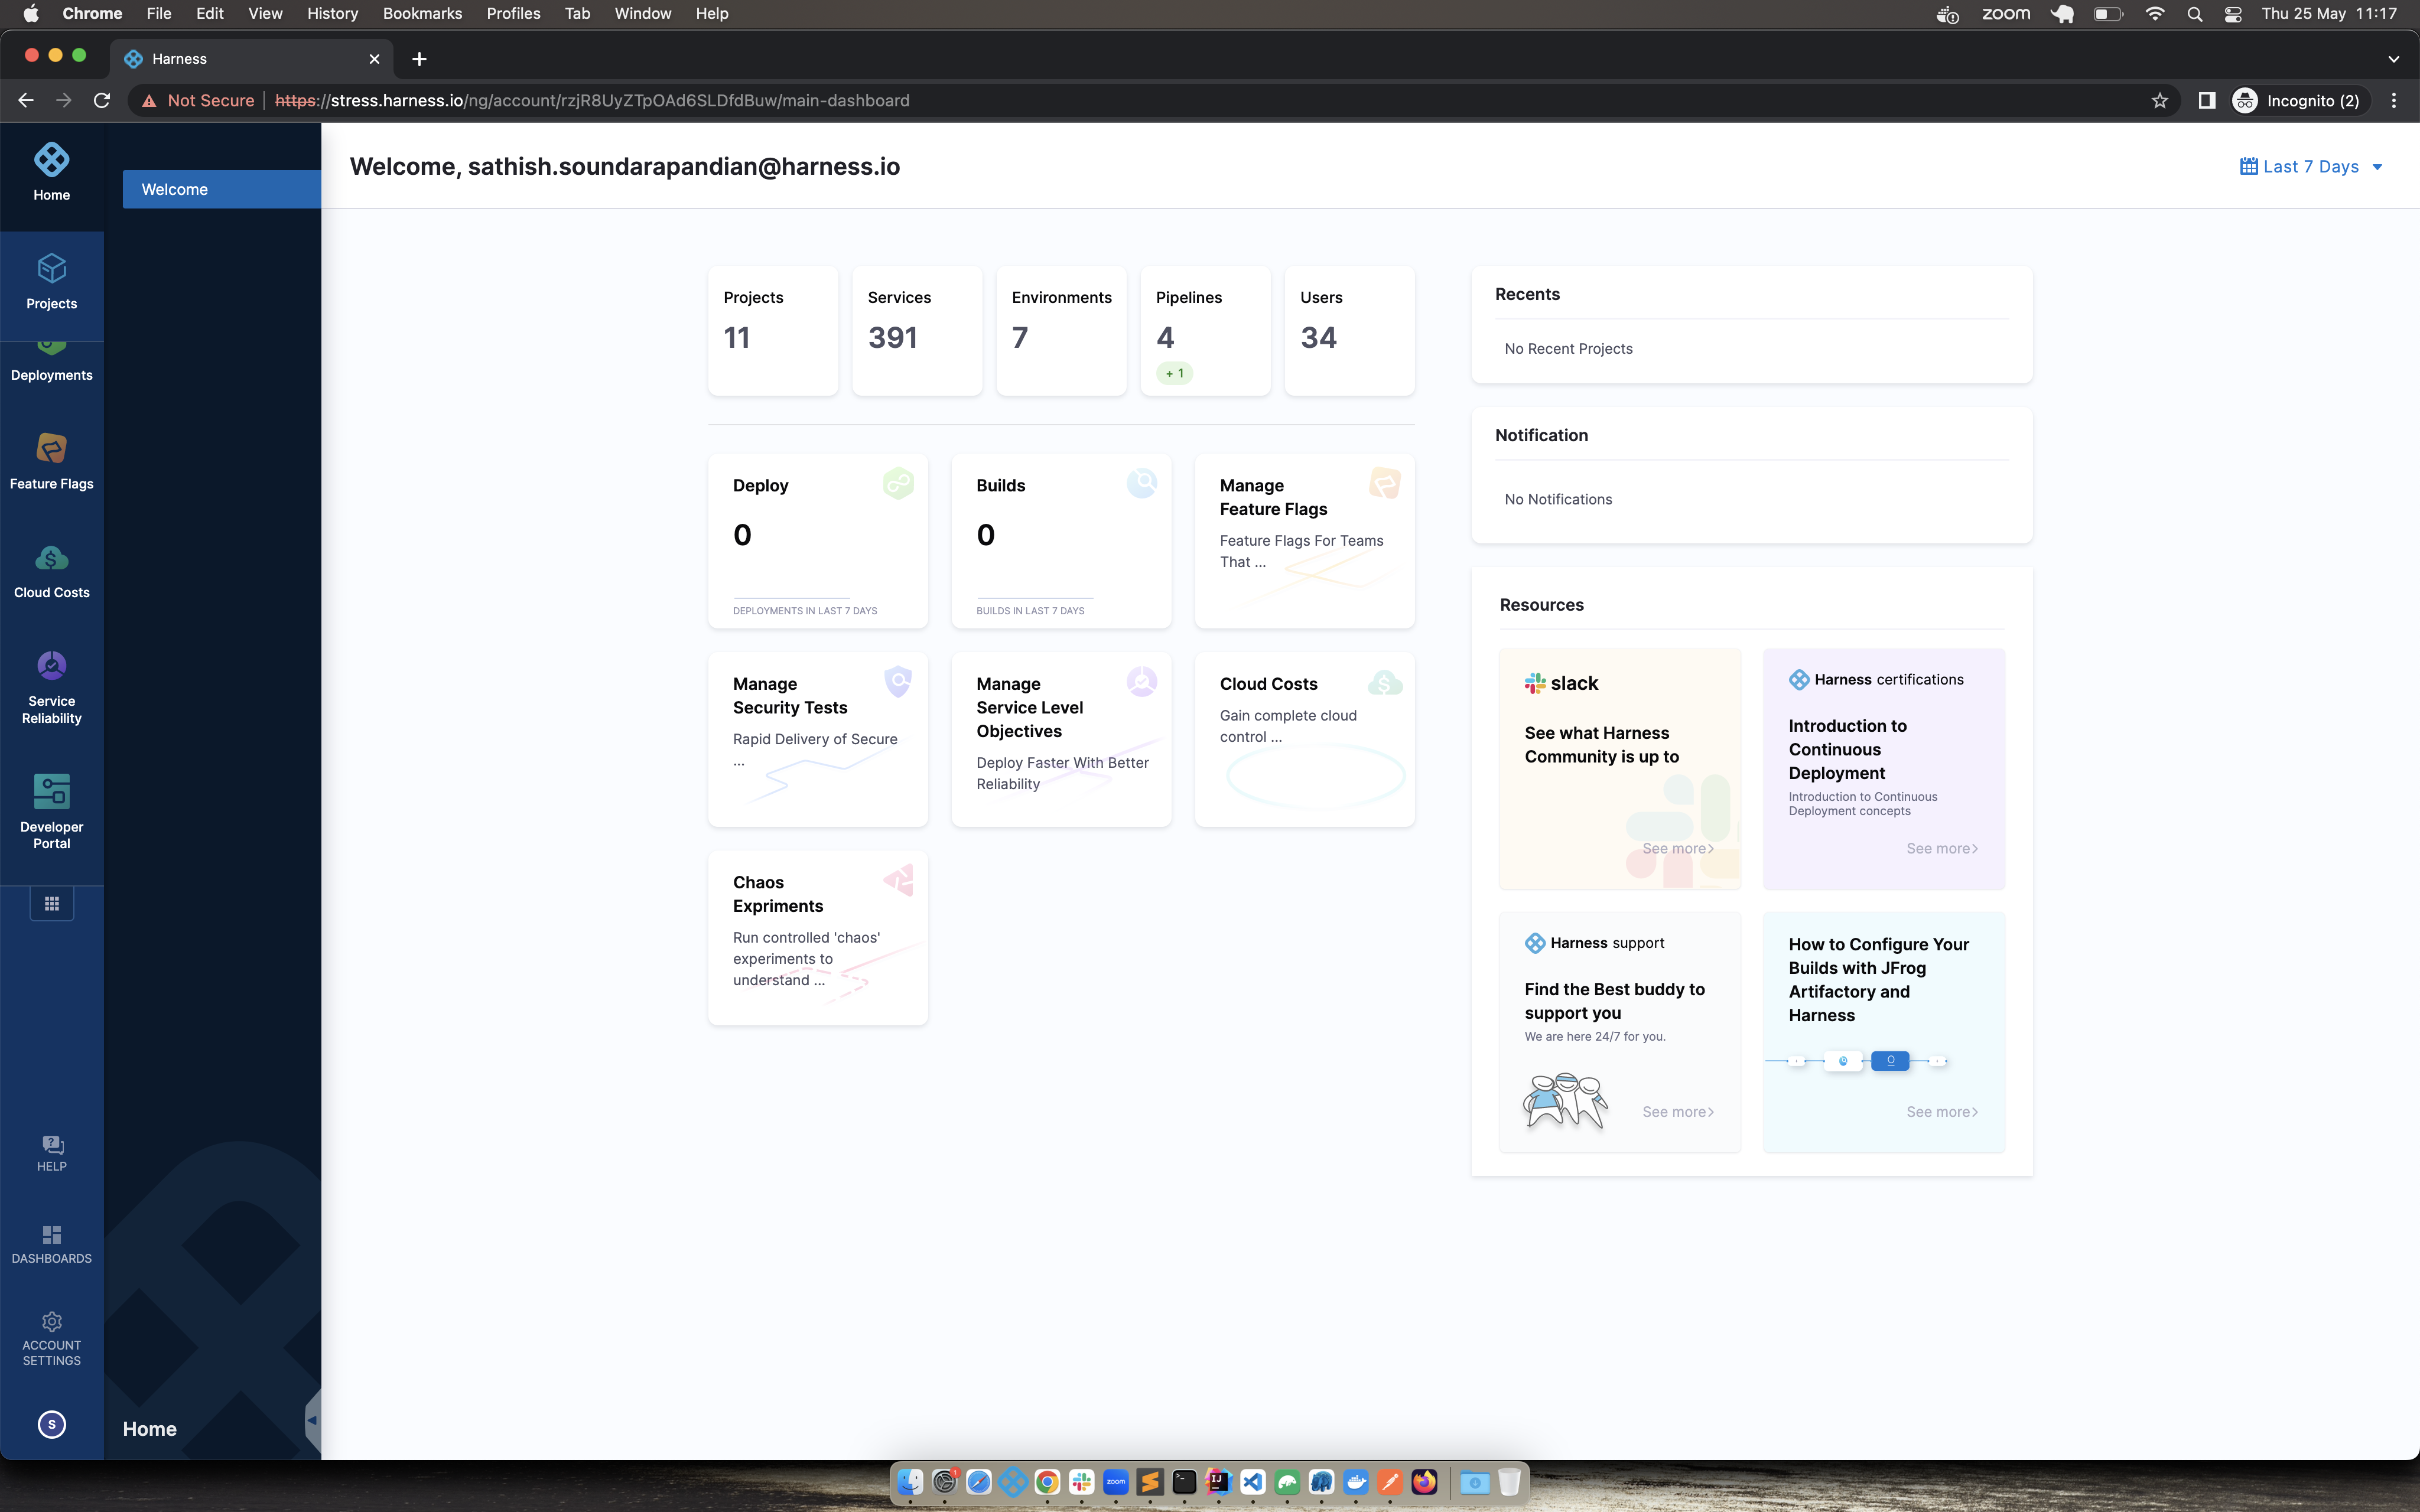 Chrome File Edit View History Bookmarks Profiles Tab Window Help
zoom Thu 25 May 11:17
Harness
Not Secure https://stress.harness.io/ng/account/rzjR8UyZTpOAd6SLDfdBuw/main-dashboard
Incognito (2)
Home
Projects
Deployments
Feature Flags
Cloud Costs
Service
Reliability
Developer
Portal
HELP
DASHBOARDS
ACCOUNT
SETTINGS
S
Welcome
Home
Welcome, sathish.soundarapandian@harness.io
Last 7 Days
Projects
11
Services
391
Environments
7
Pipelines
4
+ 1
Users
34
Deploy
0
DEPLOYMENTS IN LAST 7 DAYS
Builds
0
BUILDS IN LAST 7 DAYS
Manage
Feature Flags
Feature Flags For Teams
That ...
Manage
Security Tests
Rapid Delivery of Secure
...
Manage
Service Level
Objectives
Deploy Faster With Better
Reliability
Cloud Costs
Gain complete cloud
control ...
Chaos
Expriments
Run controlled 'chaos'
experiments to
understand ...
Recents
No Recent Projects
Notification
No Notifications
Resources
slack
See what Harness
Community is up to
See more>
Harness certifications
Introduction to
Continuous
Deployment
Introduction to Continuous
Deployment concepts
See more>
Harness support
Find the Best buddy to
support you
We are here 24/7 for you.
See more>
How to Configure Your
Builds with JFrog
Artifactory and
Harness
See more>
1
zoom
IJ